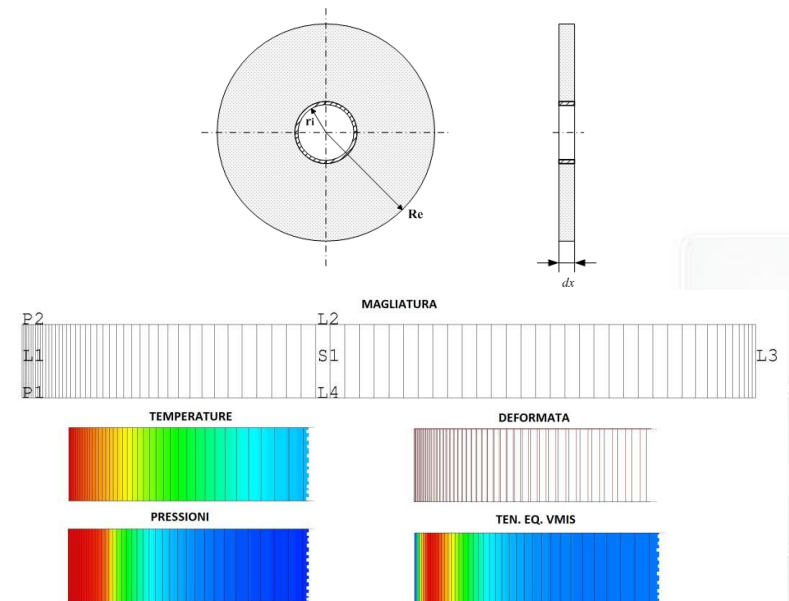 ri
Re
dx
MAGLIATURA
P2 L2
L1 S1 L3
P1 L4
TEMPERATURE DEFORMATA
PRESSIONI TEN. EQ. VMIS